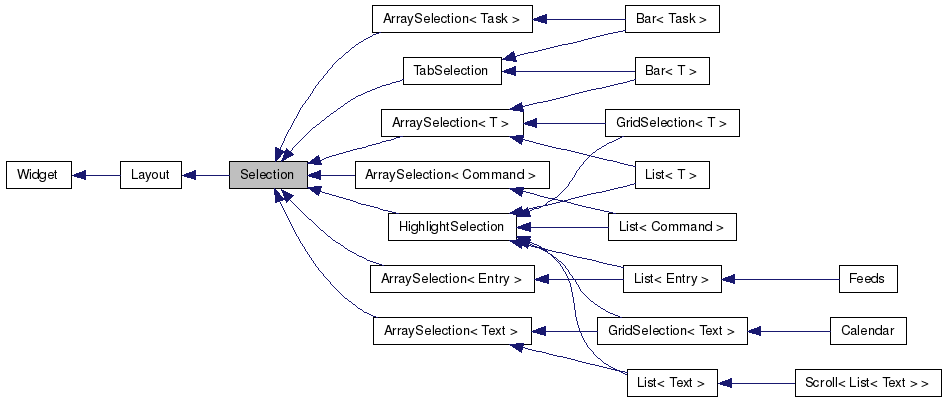 ArraySelection< Task >
Bar< Task >
TabSelection
Bar< T >
ArraySelection< T >
GridSelection< T >
Widget
Layout
Selection
ArraySelection< Command >
List< T >
HighlightSelection
List< Command >
ArraySelection< Entry >
List< Entry >
Feeds
ArraySelection< Text >
GridSelection< Text >
Calendar
List< Text >
Scroll< List< Text >>